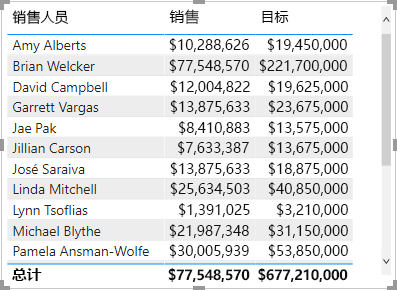 销售人员 销售 目标
Amy Alberts $10,288,626 $19,450,000
Brian Welcker $77,548,570 $221,700,000
David Campbell $12,004,822 $19,625,000
Garrett Vargas $13,875,633 $23,675,000
Jae Pak $8,410,883 $13,575,000
Jillian Carson $7,633,387 $13,675,000
José Saraiva $13,875,633 $18,875,000
Linda Mitchell $25,634,503 $40,850,000
Lynn Tsoflias $1,391,025 $3,210,000
Michael Blythe $21,987,348 $31,150,000
Pamela Ansman-Wolfe $30,005,939 $53,850,000
总计 $77,548,570 $677,210,000